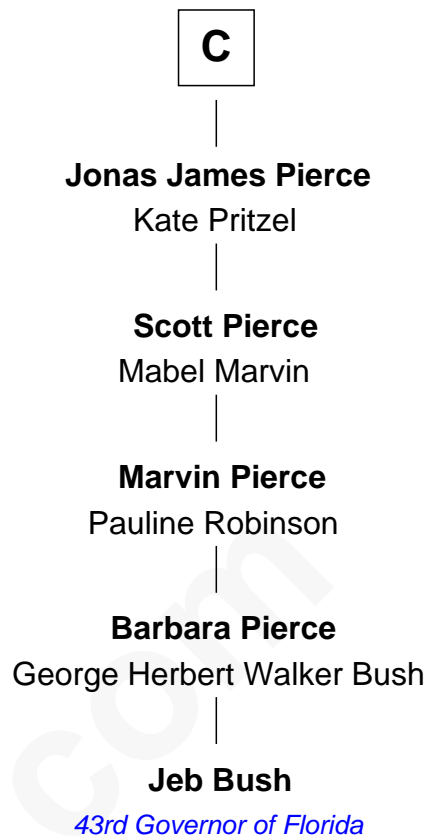 C
Jonas James Pierce
Kate Pritzel
Scott Pierce
Mabel Marvin
Marvin Pierce
Pauline Robinson
Barbara Pierce
George Herbert Walker Bush
Jeb Bush
43rd Governor of Florida
com